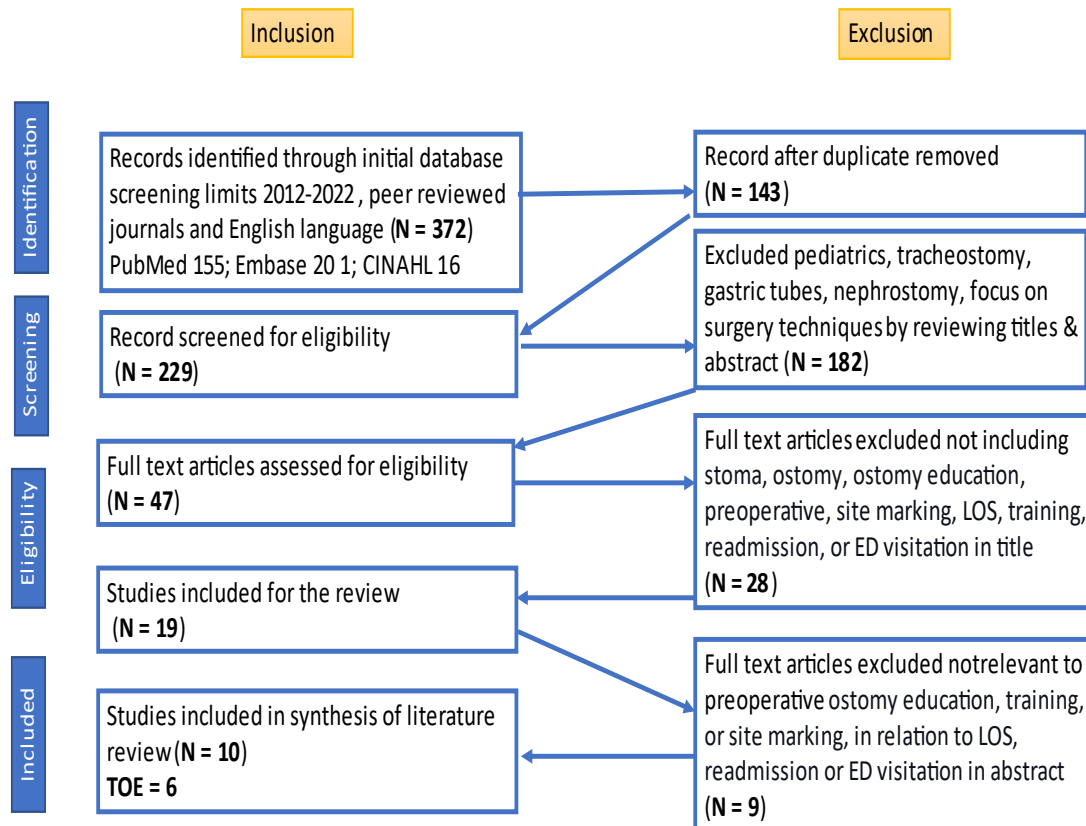 Inclusion
Exclusion
Identification
Records identified through initial database
screening limits 2012-2022 , peer reviewed
journals and English language (N = 372)
PubMed 155; Embase 20 1; CINAHL 16
Record after duplicate removed
(N = 143)
Screening
Record screened for eligibility
(N = 229)
Excluded pediatrics, tracheostomy,
gastric tubes, nephrostomy, focus on
surgery techniques by reviewing titles &
abstract (N = 182)
Eligibility
Full text articles assessed for eligibility
(N = 47)
Full text articles excluded not including
stoma, ostomy, ostomy education,
preoperative, site marking, LOS, training,
readmission, or ED visitation in title
(N = 28)
Studies included for the review
(N = 19)
Included
Full text articles excluded notrelevant to
preoperative ostomy education, training,
or site marking, in relation to LOS,
readmission or ED visitation in abstract
(N = 9)
Studies included in synthesis of literature
review (N = 10)
TOE = 6